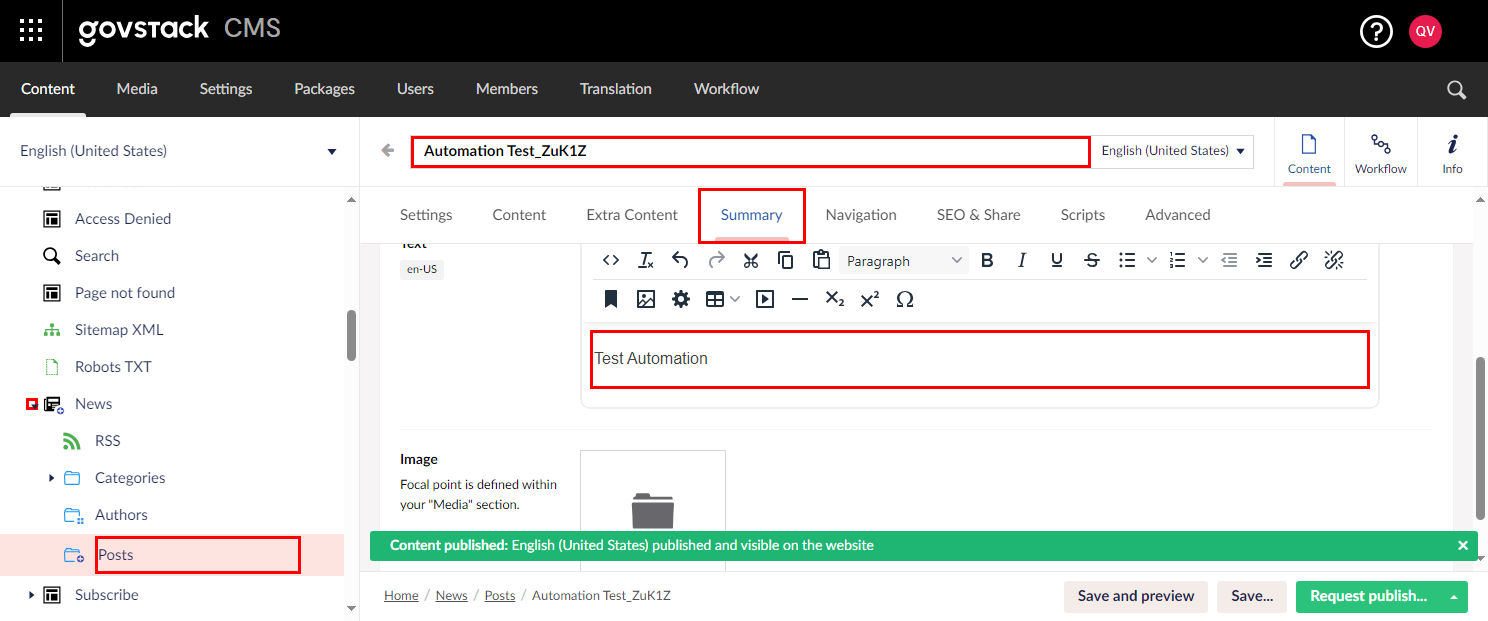 govstack CMS
QV
Content Media Settings Packages Users Members Translation Workflow
English (United States)
Automation Test_ZuK1Z
English (United States)
Content
Workflow
Info
Access Denied
Search
Page not found
Sitemap XML
Robots TXT
News
RSS
Categories
Authors
Posts
Subscribe
Settings Content Extra Content Summary Navigation SEO & Share Scripts Advanced
Text
en-US
Paragraph
Test Automation
Image
Focal point is defined within
your "Media" section.
Content published: English (United States) published and visible on the website
Home / News / Posts / Automation Test_ZuK1Z
Save and preview
Save...
Request publish...